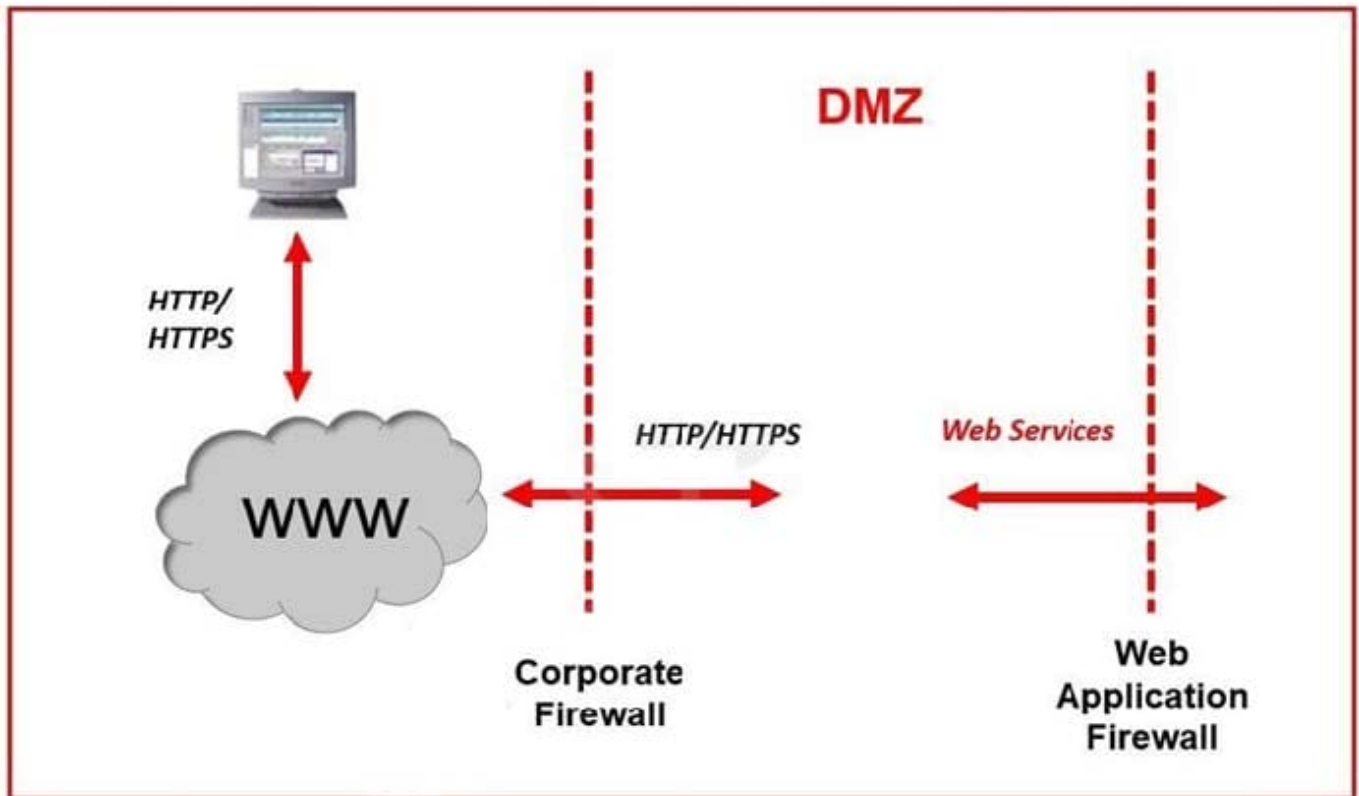 DMZ
HTTP/
HTTPS
HTTP/HTTPS
Web Services
WWW
Corporate
Firewall
Web
Application
Firewall